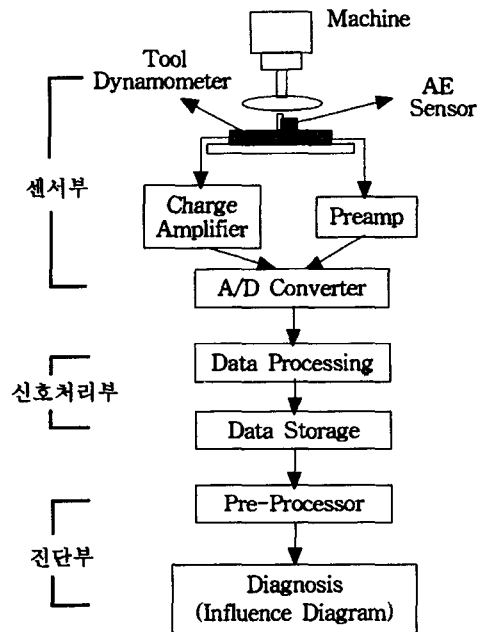 Machine
Tool
Dynamometer
AE
Sensor
센서부
Charge
Amplifier
Preamp
A/D Converter
신호처리부
Data Processing
Data Storage
진단부
Pre-Processor
Diagnosis
(Influence Diagram)